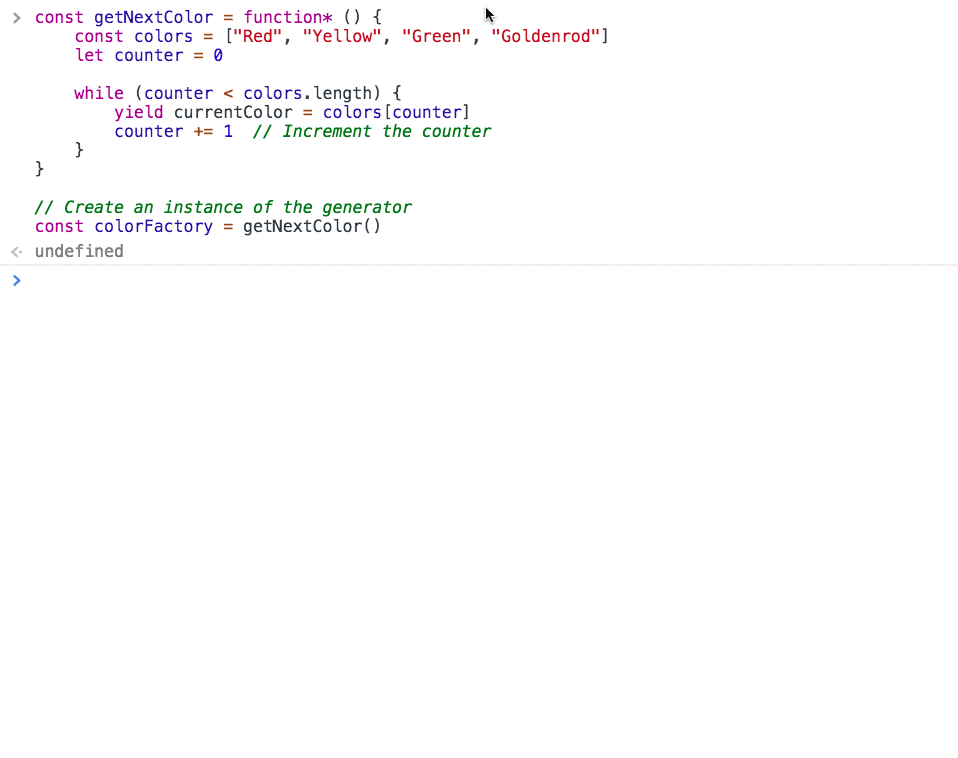 const getNextColor = function* () {
    const colors = ["Red", "Yellow", "Green", "Goldenrod"]
    let counter = 0
    while (counter < colors.length) {
        yield currentColor = colors[counter]
        counter += 1  // Increment the counter
    }
}
// Create an instance of the generator
const colorFactory = getNextColor()
undefined